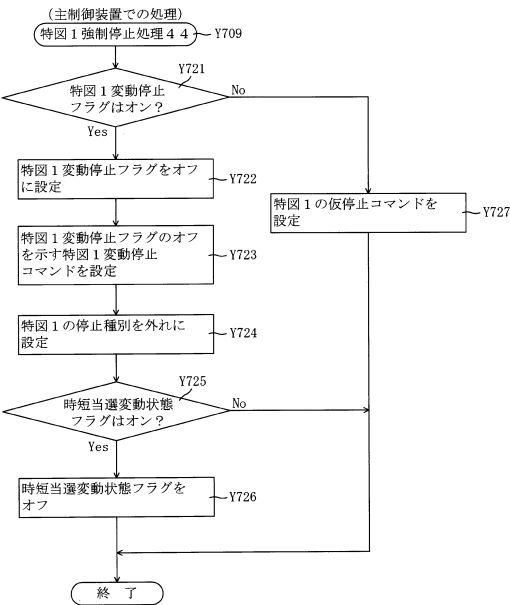 (主制御装置での処理)
特図1強制停止処理44
Y709
Y721
特図1変動停止
フラグはオン?
No
Yes
特図1変動停止フラグをオフ
に設定
Y722
特図1の仮停止コマンドを
設定
Y727
特図1変動停止フラグのオフ
を示す特図1変動停止
コマンドを設定
Y723
特図1の停止種別を外れに
設定
Y724
Y725
時短当選変動状態
フラグはオン?
No
Yes
時短当選変動状態フラグを
オフ
Y726
終 了